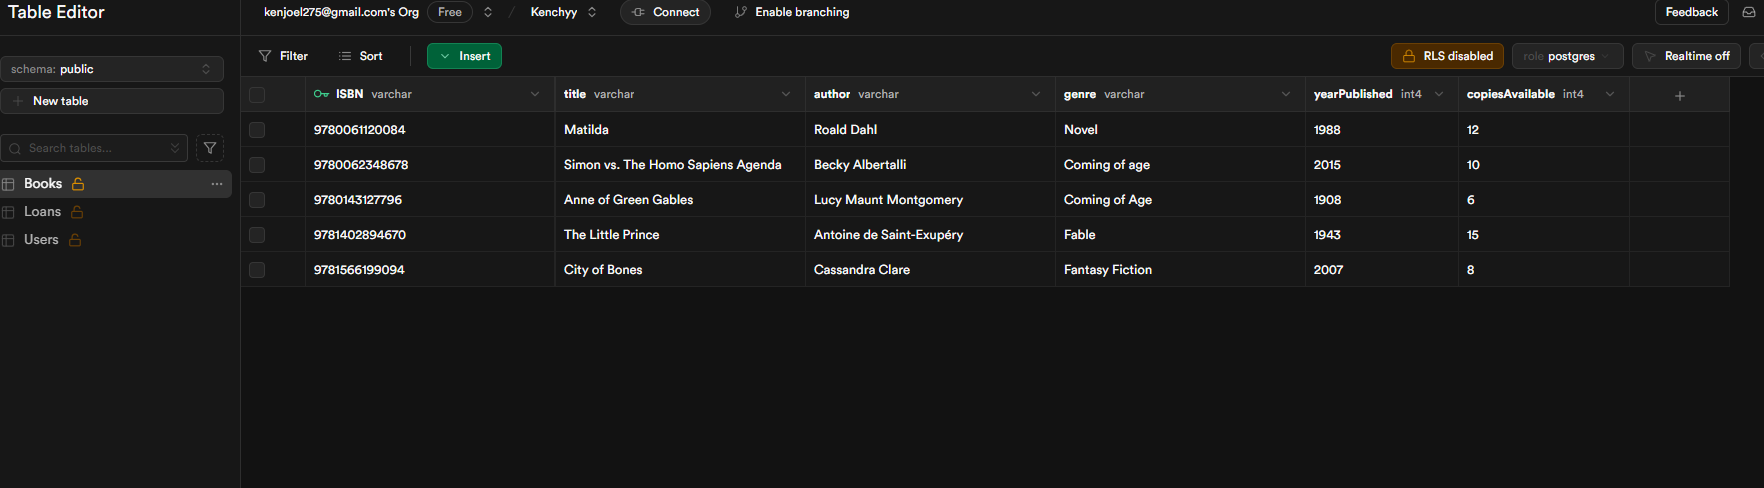 Table Editor
kenjoel275@gmail.com's Org Free / Kenchyy Connect Enable branching Feedback
schema: public
New table
Search tables...
Books
Loans
Users
Filter Sort Insert RLS disabled role postgres Realtime off
ISBN varchar title varchar author varchar genre varchar yearPublished int4 copiesAvailable int4 +
9780061120084 Matilda Roald Dahl Novel 1988 12
9780062348678 Simon vs. The Homo Sapiens Agenda Becky Albertalli Coming of age 2015 10
9780143127796 Anne of Green Gables Lucy Maunt Montgomery Coming of Age 1908 6
9781402894670 The Little Prince Antoine de Saint-Exupéry Fable 1943 15
9781566199094 City of Bones Cassandra Clare Fantasy Fiction 2007 8